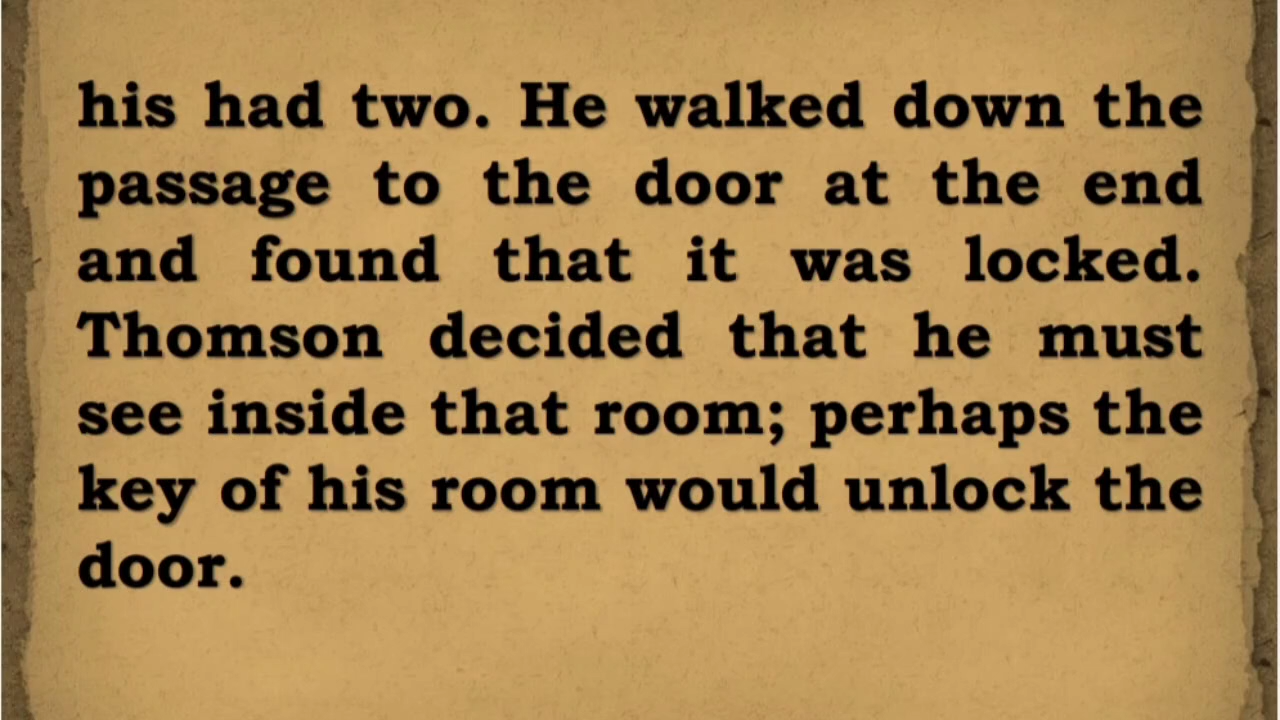 his had two. He walked down the
passage to the door at the end
and found that it was locked.
Thomson decided that he must
see inside that room; perhaps the
key of his room would unlock the
door.